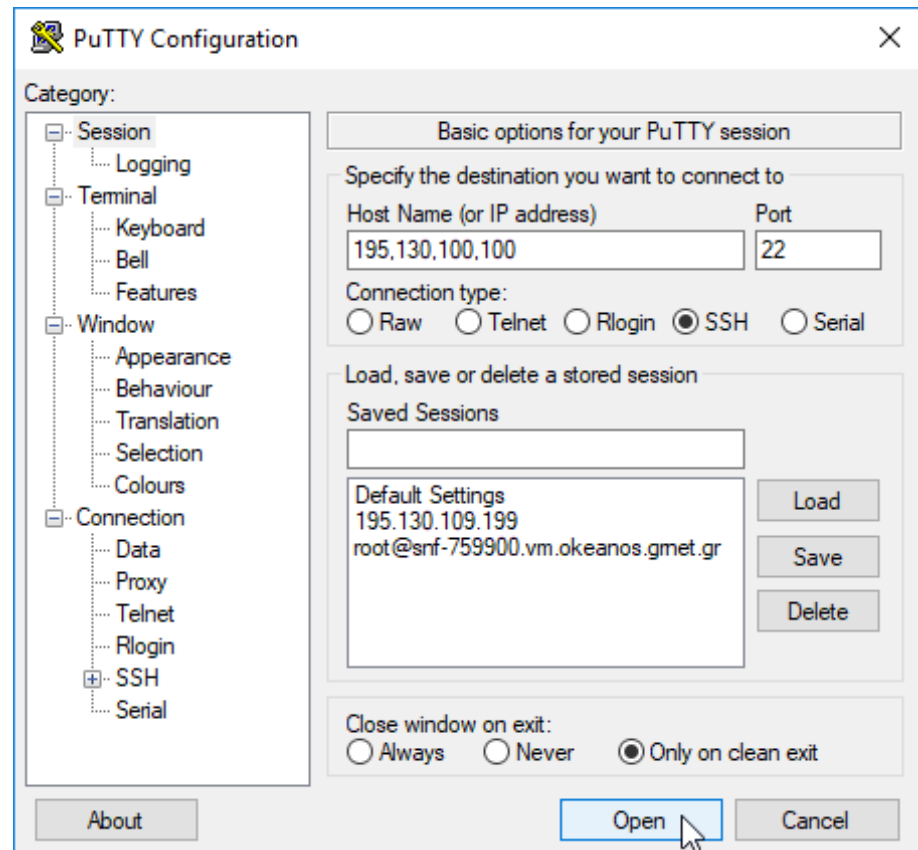 PuTTY Configuration
Category:
Session
Logging
Terminal
Keyboard
Bell
Features
Window
Appearance
Behaviour
Translation
Selection
Colours
Connection
Data
Proxy
Telnet
Rlogin
SSH
Serial
Basic options for your PuTTY session
Specify the destination you want to connect to
Host Name (or IP address) Port
195,130,100,100 22
Connection type:
Raw Telnet Rlogin SSH Serial
Load, save or delete a stored session
Saved Sessions
Default Settings
195.130.109.199
root@snf-759900.vm.okeanos.grnet.gr
Load
Save
Delete
Close window on exit:
Always Never Only on clean exit
About Open Cancel